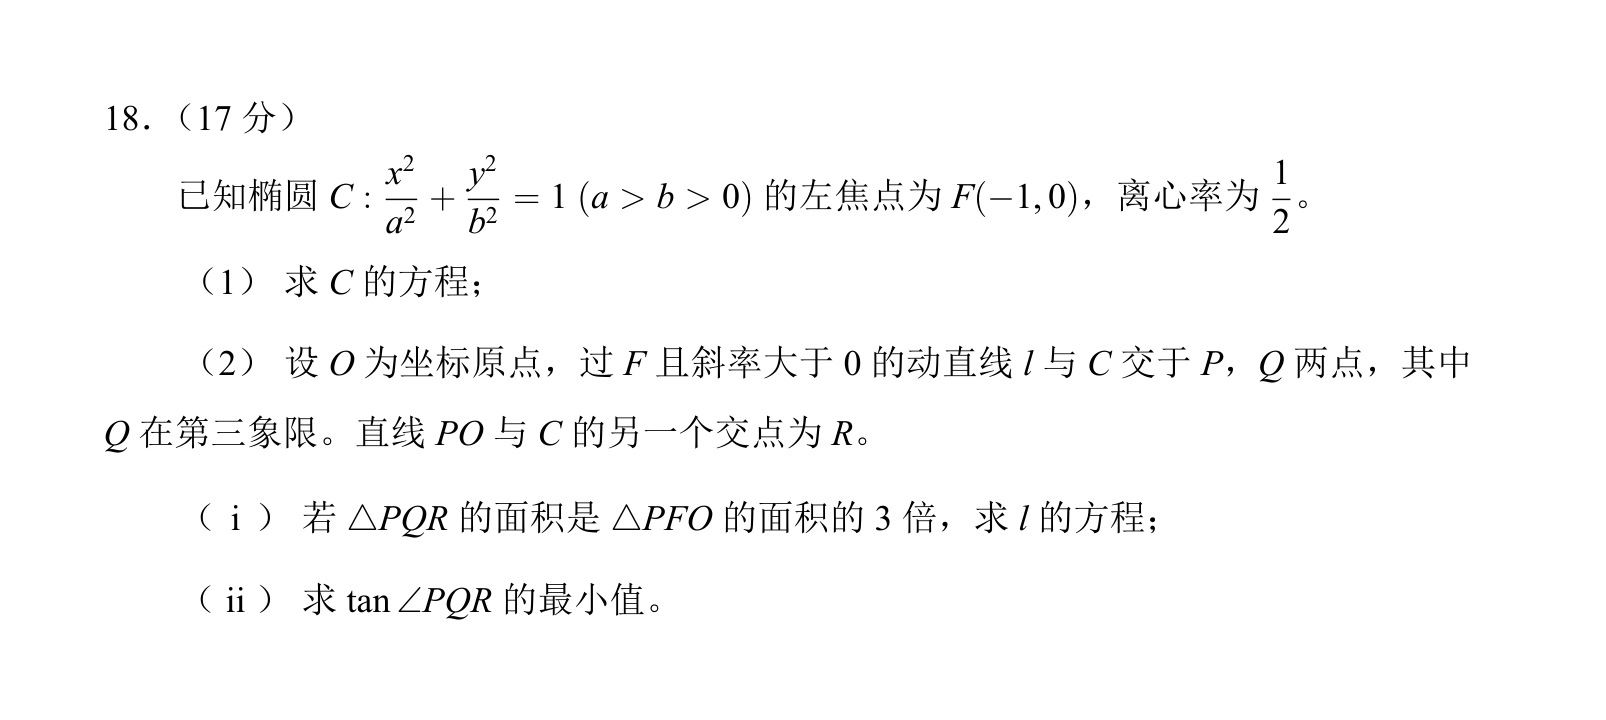 18.（17 分）
已知椭圆 C : x²/a² + y²/b² = 1 (a > b > 0) 的左焦点为 F(−1, 0)，离心率为 1/2。
（1） 求 C 的方程；
（2） 设 O 为坐标原点，过 F 且斜率大于 0 的动直线 l 与 C 交于 P，Q 两点，其中
Q 在第三象限。直线 PO 与 C 的另一个交点为 R。
（ i ） 若 △PQR 的面积是 △PFO 的面积的 3 倍，求 l 的方程；
（ ii ） 求 tan∠PQR 的最小值。